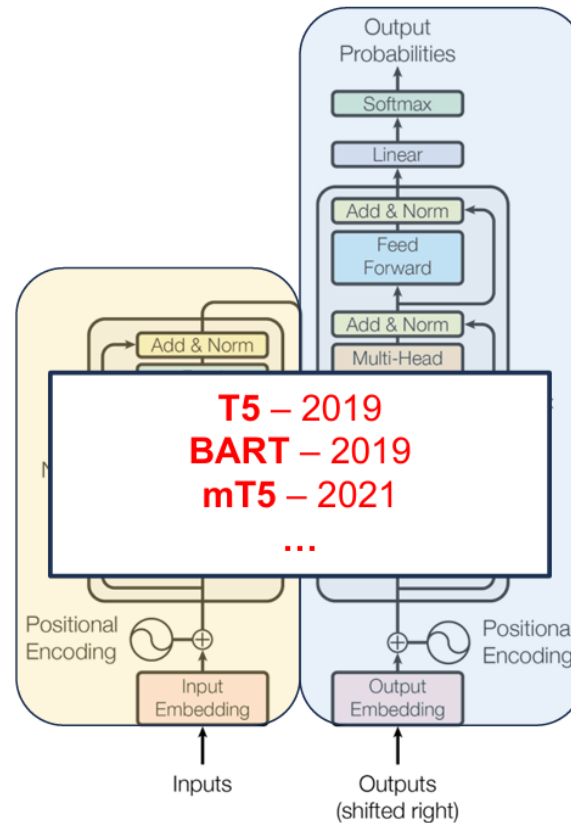 Output
Probabilities
Softmax
Linear
Add & Norm
Feed
Forward
Add & Norm
Multi-Head
Add & Norm
T5 – 2019
BART – 2019
mT5 – 2021
...
Positional
Encoding
Input
Embedding
Inputs
Output
Embedding
Positional
Encoding
Outputs
(shifted right)